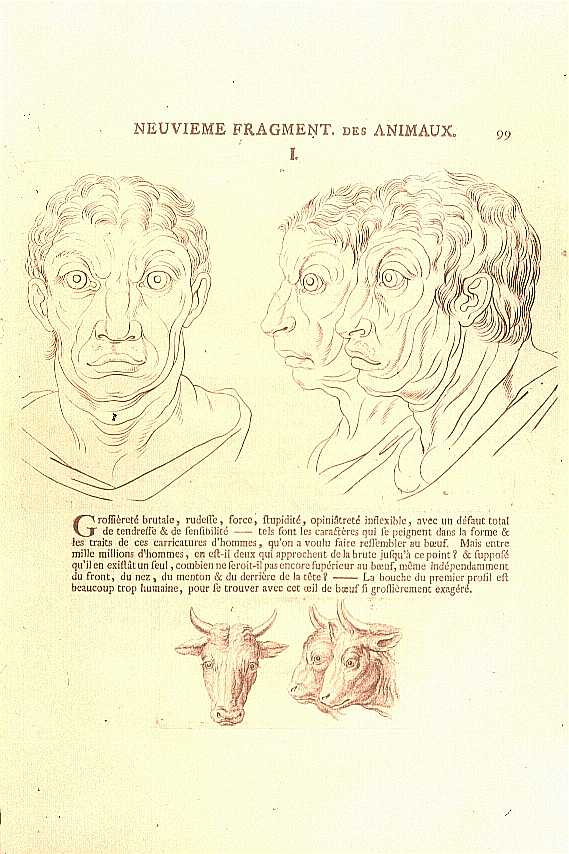 NEUVIEME FRAGMENT. DES ANIMAUX.
99
I.
Groſſièreté brutale, rudeſſe, force, ſtupidité, opiniâtreté inflexible, avec un défaut total
de tendreſſe & de ſenſibilité —— tels ſont les caractères qui ſe peignent dans la forme &
les traits de ces carricatures d'hommes, qu'on a voulu faire reſſembler au bœuf. Mais entre
mille millions d'hommes, en eſt-il deux qui approchent de la brute juſqu'à ce point? & ſuppoſé
qu'il en exiſtât un ſeul, combien ne ſeroit-il pas encore ſupérieur au bœuf, même indépendamment
du front, du nez, du menton & du derrière de la tête? —— La bouche du premier profil eſt
beaucoup trop humaine, pour ſe trouver avec cet œil de bœuf ſi groſſièrement exagéré.